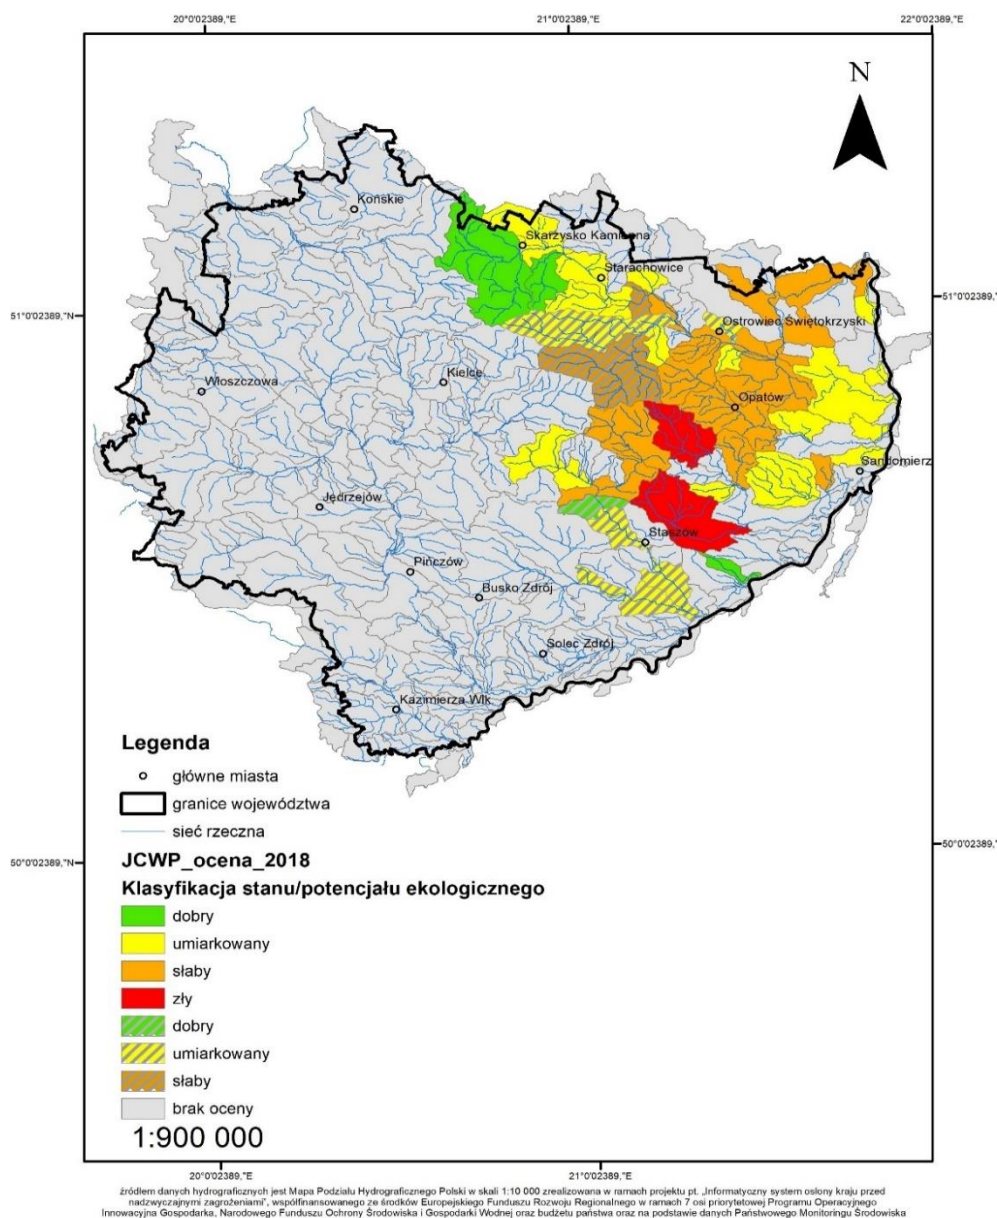 20°0'02389,"E 21°0'02389,"E 22°0'02389,"E
N
Końskie
Skarżysko Kamienna
Starachowice
51°0'02389,"N 51°0'02389,"N
Ostrowiec Świętokrzyski
Kielce
Włoszczowa
Opatów
Sandomierz
Jędrzejów
Staszów
Pińczów
Busko Zdrój
Solec Zdrój
Kazimierza Wlk
Legenda
główne miasta
granice województwa
sieć rzeczna
50°0'02389,"N 50°0'02389,"N
JCWP_ocena_2018
Klasyfikacja stanu/potencjału ekologicznego
dobry
umiarkowany
słaby
zły
dobry
umiarkowany
słaby
brak oceny
1:900 000
20°0'02389,"E 21°0'02389,"E
źródłem danych hydrograficznych jest Mapa Podziału Hydrograficznego Polski w skali 1:10 000 zrealizowana w ramach projektu pt. „Informatyczny system osłony kraju przed
nadzwyczajnymi zagrożeniami", współfinansowanego ze środków Europejskiego Funduszu Rozwoju Regionalnego w ramach 7 osi priorytetowej Programu Operacyjnego
Innowacyjna Gospodarka, Narodowego Funduszu Ochrony Środowiska i Gospodarki Wodnej oraz budżetu państwa oraz na podstawie danych Państwowego Monitoringu Środowiska